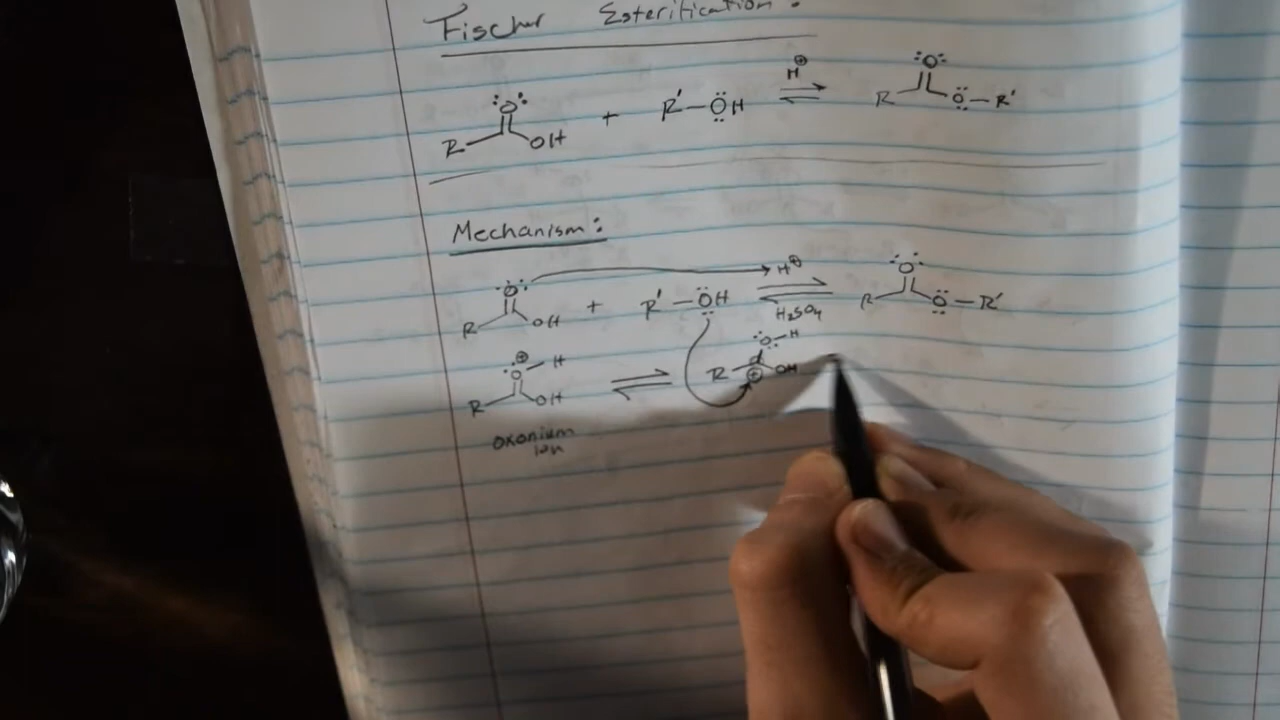 Fischer Esterification:
:O: :O:
R OH + R'—ÖH H⊕ ⇌ R Ö—R'
Mechanism:
:O: H⊕ :O:
R OH + R'—ÖH ⇌ H₂SO₄ R Ö—R'
:O⊕—H :O:—H
R OH ⇌ R ⊕ OH
oxonium
ion